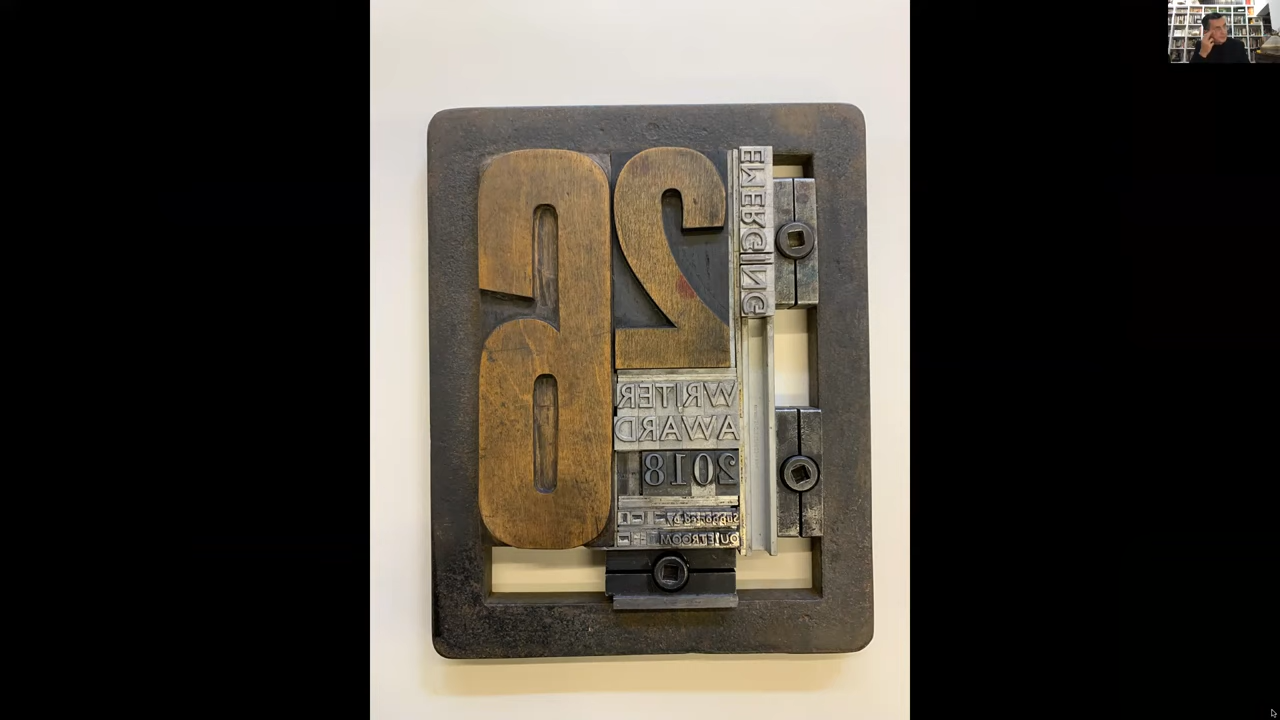 26
EMERGING
WRITER
AWARD
2018
Supported by
QUIETROOM